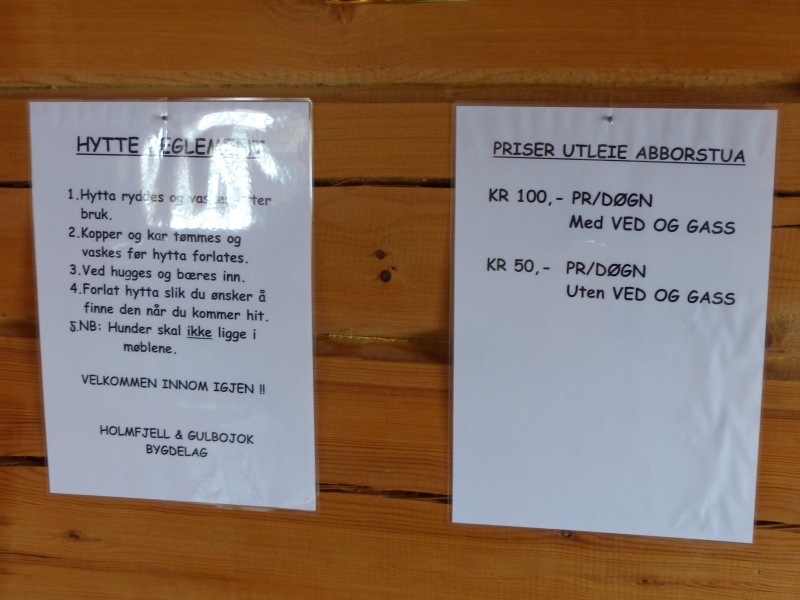 HYTTE REGLEMENT
1.Hytta ryddes og vaskes etter
bruk.
2.Kopper og kar tømmes og
vaskes før hytta forlates.
3.Ved hugges og bæres inn.
4.Forlat hytta slik du ønsker å
finne den når du kommer hit.
5.NB: Hunder skal ikke ligge i
møblene.
VELKOMMEN INNOM IGJEN !!
HOLMFJELL & GULBOJOK
BYGDELAG
PRISER UTLEIE ABBORSTUA
KR 100,- PR/DØGN
Med VED OG GASS
KR 50,- PR/DØGN
Uten VED OG GASS